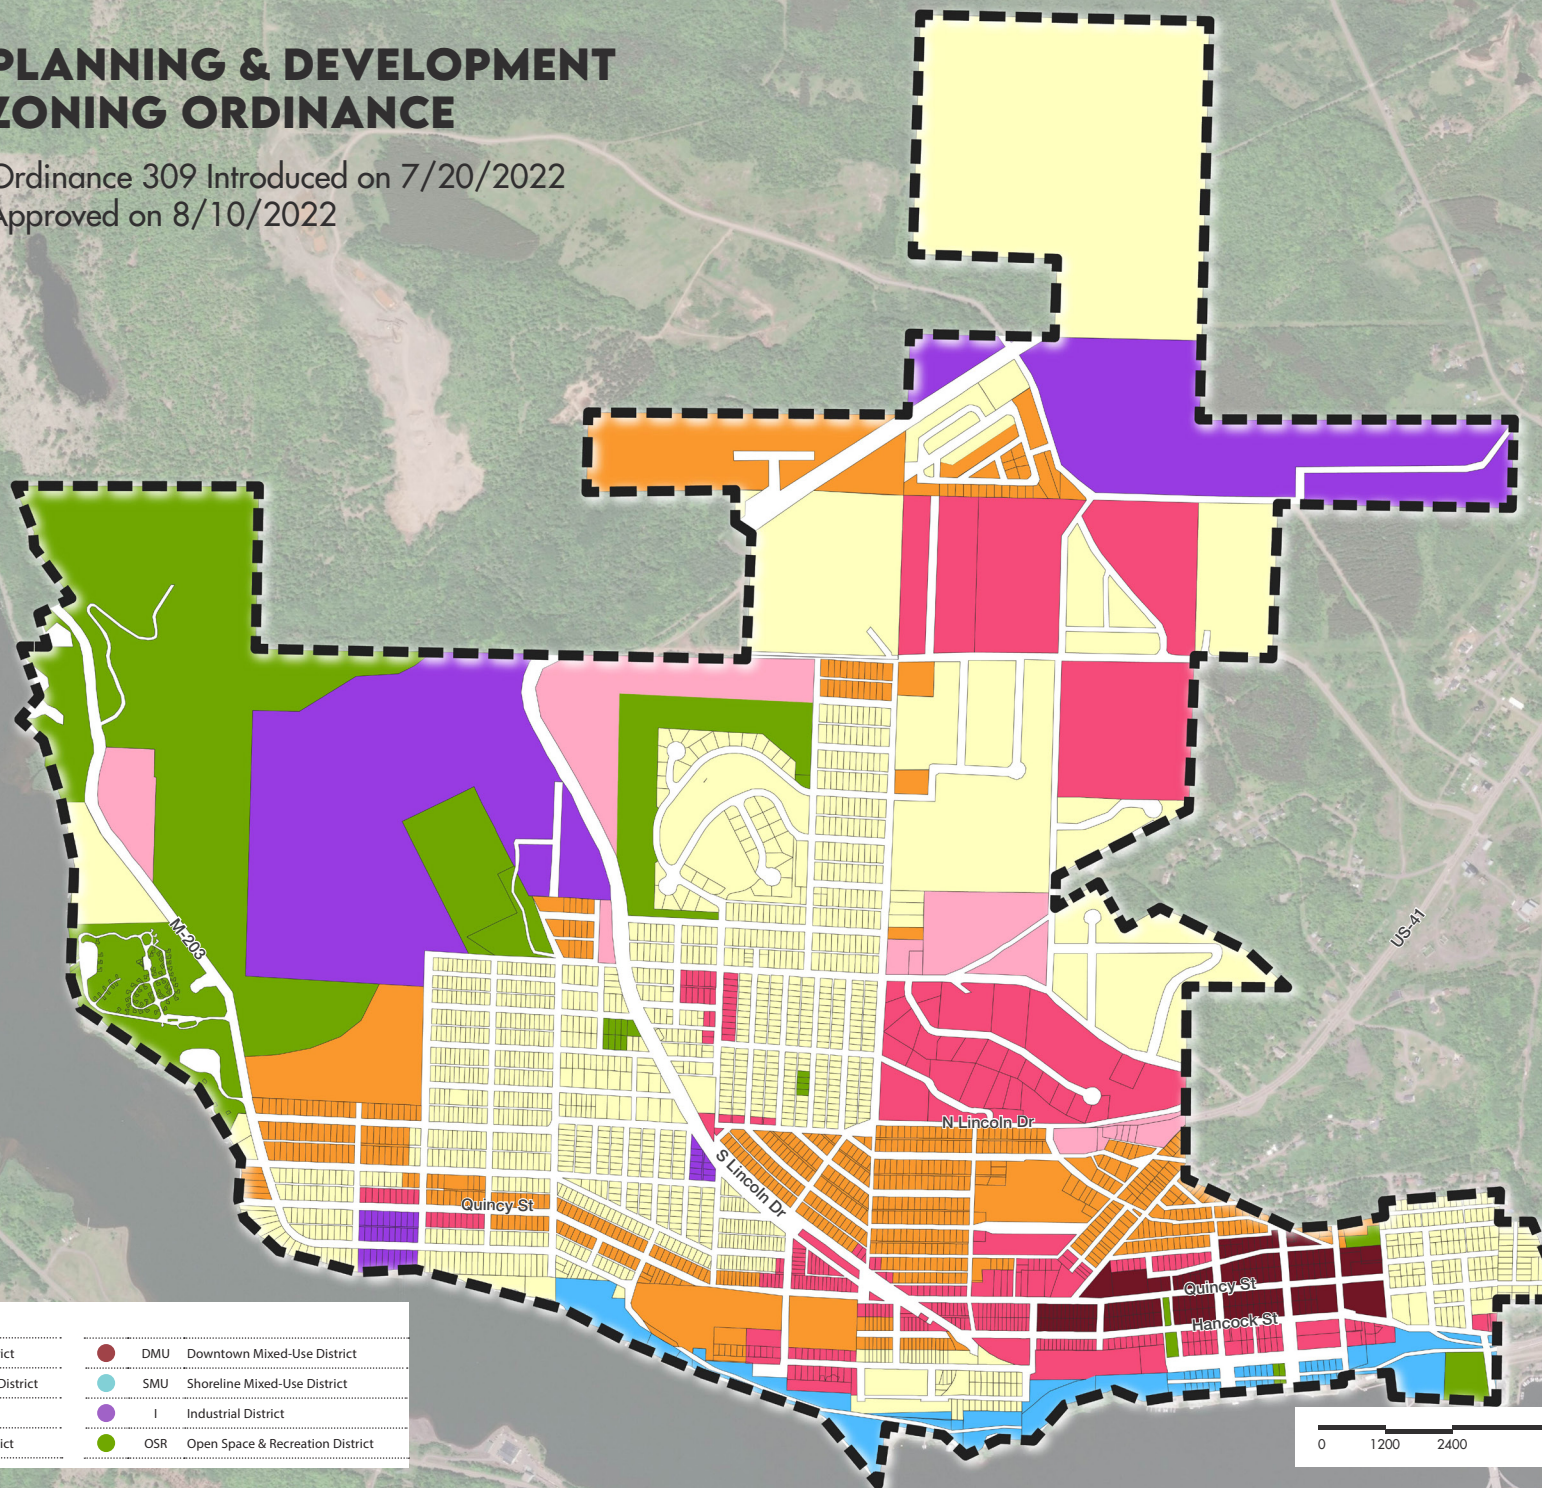 PLANNING & DEVELOPMENT
ZONING ORDINANCE
Ordinance 309 Introduced on 7/20/2022
Approved on 8/10/2022
M-203
US-41
N Lincoln Dr
S Lincoln Dr
Quincy St
Quincy St
Hancock St
DMU Downtown Mixed-Use District
District SMU Shoreline Mixed-Use District
I Industrial District
OSR Open Space & Recreation District
0 1200 2400